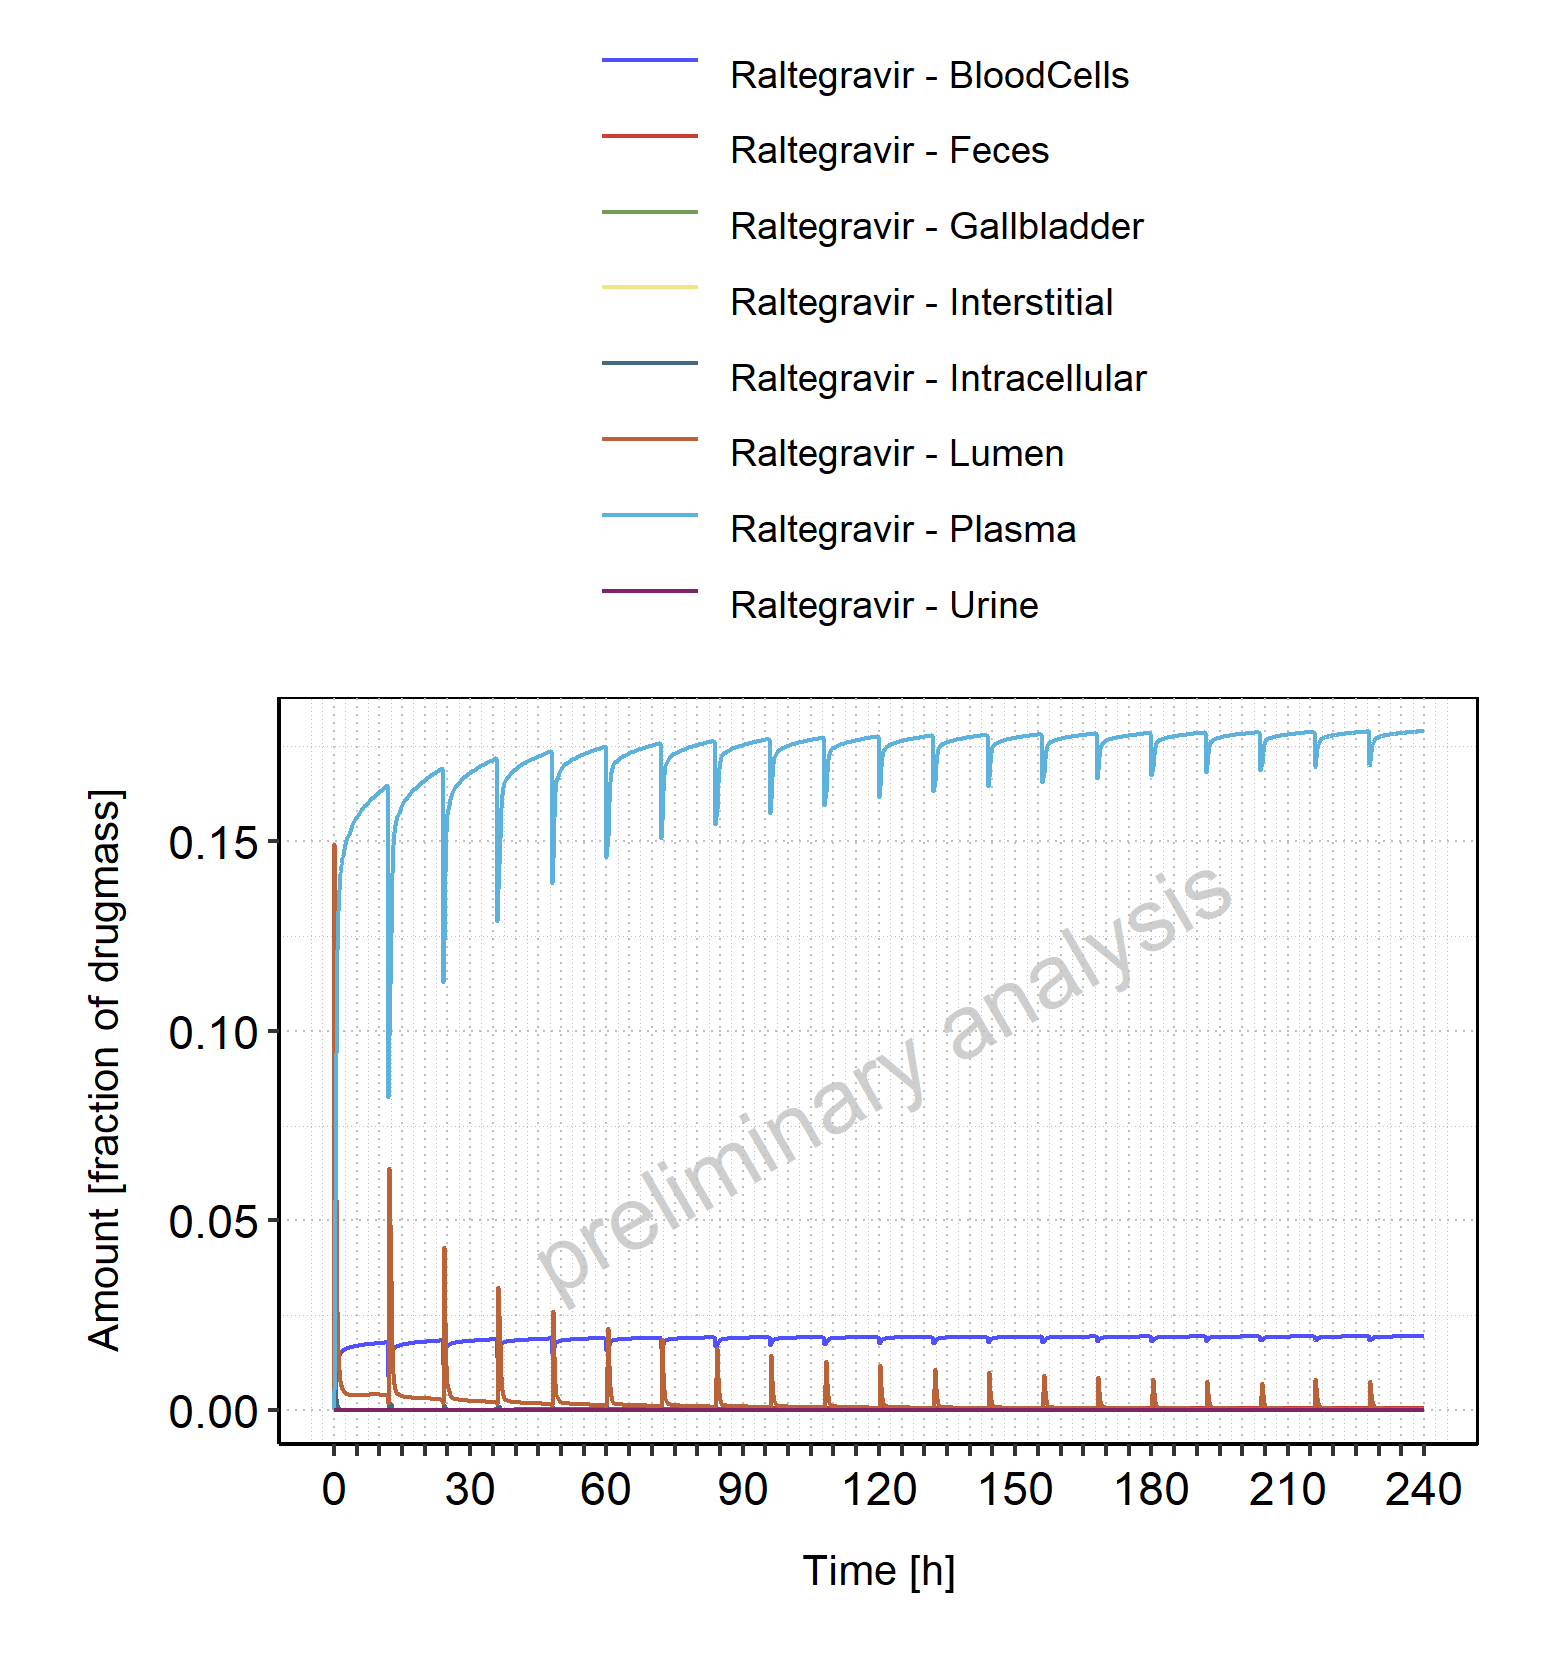 Raltegravir - BloodCells
Raltegravir - Feces
Raltegravir - Gallbladder
Raltegravir - Interstitial
Raltegravir - Intracellular
Raltegravir - Lumen
Raltegravir - Plasma
Raltegravir - Urine
Amount [fraction of drugmass]
0.15
0.10
0.05
0.00
preliminary analysis
0 30 60 90 120 150 180 210 240
Time [h]